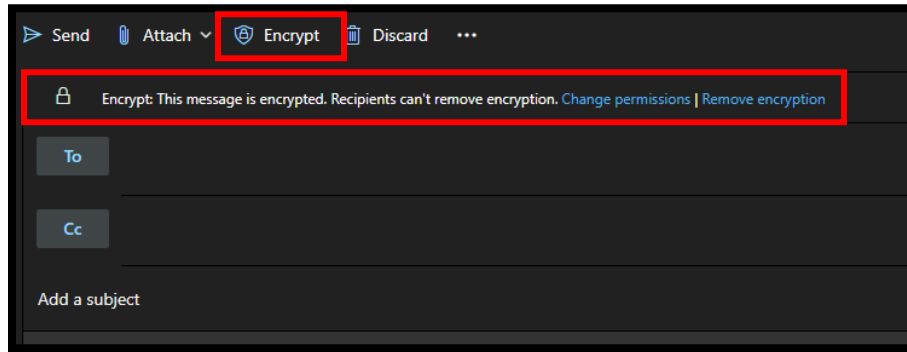 Send Attach Encrypt Discard ...
Encrypt: This message is encrypted. Recipients can't remove encryption. Change permissions | Remove encryption
To
Cc
Add a subject